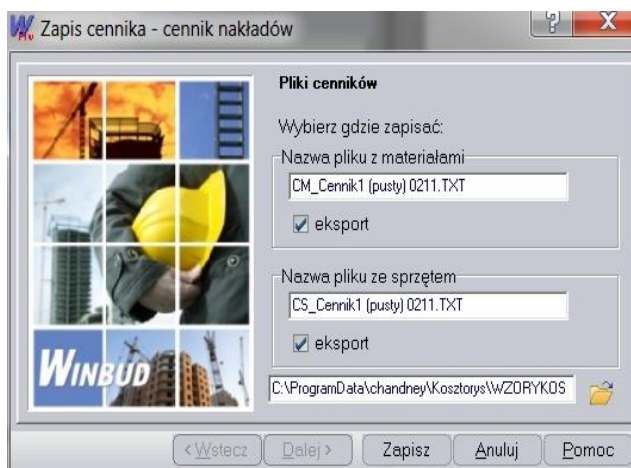 Zapis cennika - cennik nakładów
Pliki cenników
Wybierz gdzie zapisać:
Nazwa pliku z materiałami
CM_Cennik1 (pusty) 0211.TXT
eksport
Nazwa pliku ze sprzętem
CS_Cennik1 (pusty) 0211.TXT
eksport
WINBUD
C:\ProgramData\chandney\Kosztorys\WZORYKOS
< Wstecz Dalej > Zapisz Anuluj Pomoc